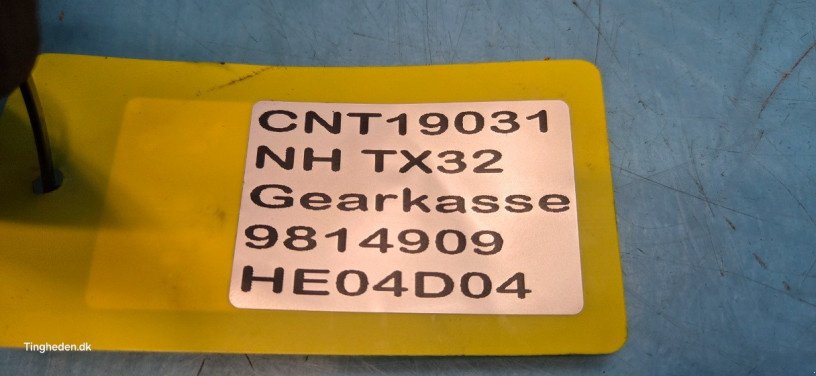 CNT19031
NH TX32
Gearkasse
9814909
HE04D04
Tingheden.dk